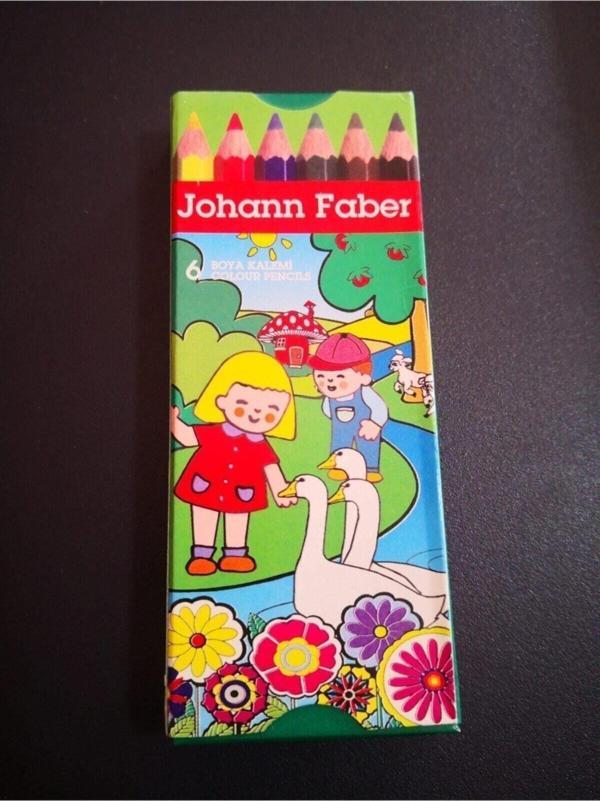 Johann Faber
6 BOYA KALEMİ
COLOUR PENCILS